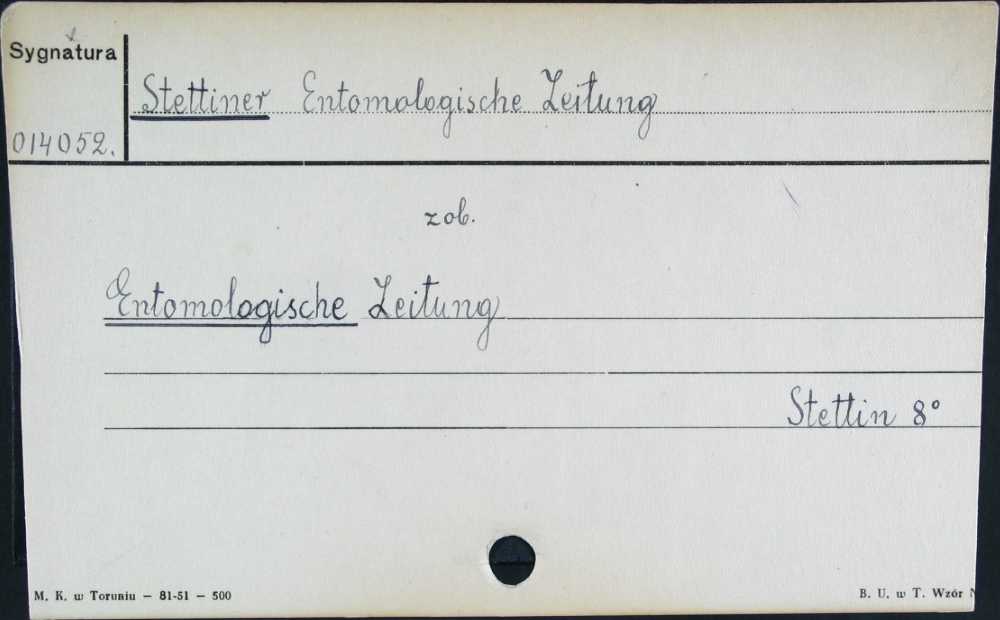 Sygnatura
Stettiner Entomologische Zeitung
014052.
zob.
Entomologische Zeitung
Stettin 8°
M. K. w Toruniu — 81-51 — 500
B. U. w T. Wzór